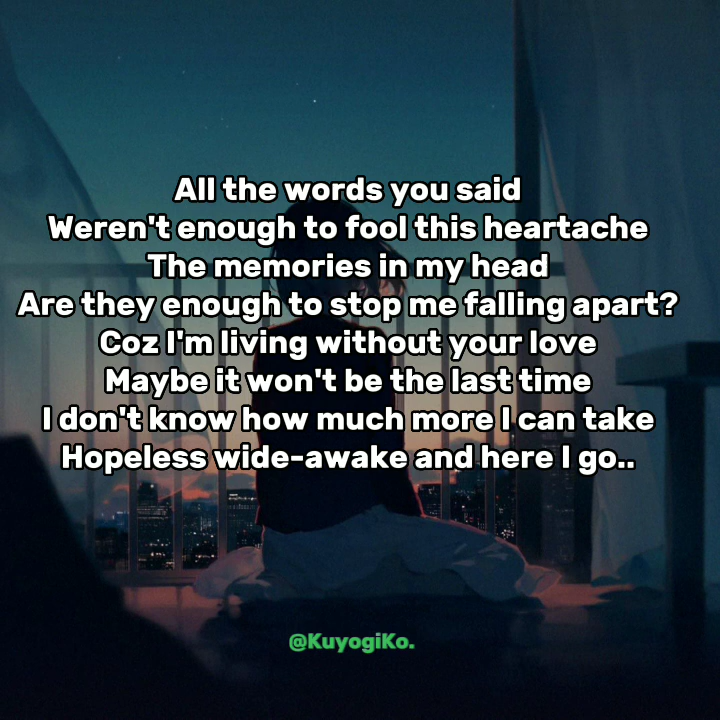 All the words you said
Weren't enough to fool this heartache
The memories in my head
Are they enough to stop me falling apart?
Coz I'm living without your love
Maybe it won't be the last time
I don't know how much more I can take
Hopeless wide-awake and here I go..
@KuyogiKo.